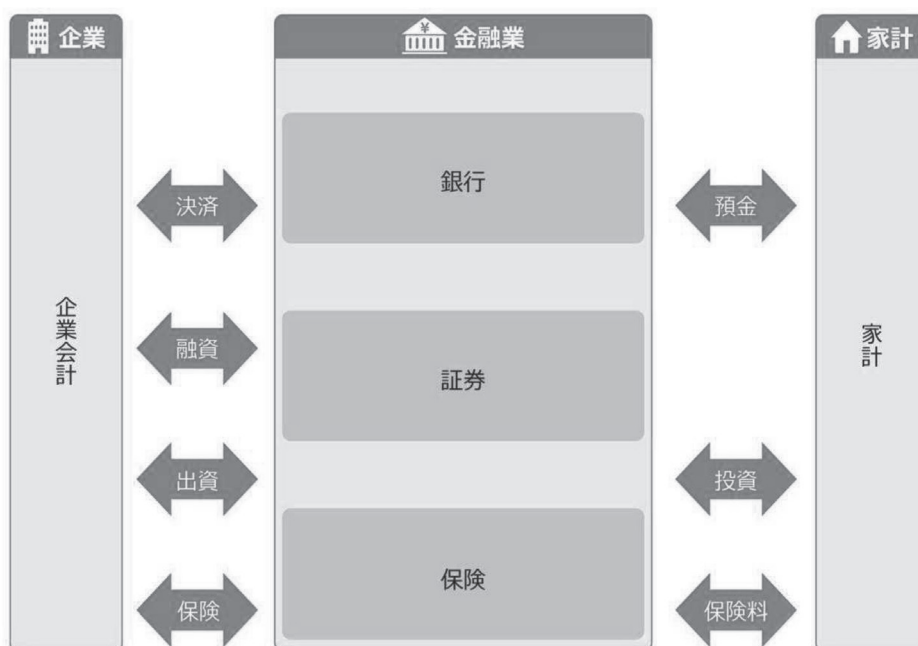 企業
金融業
家計
企業会計
決済
融資
出資
保険
¥
銀行
証券
保険
預金
投資
保険料
家計